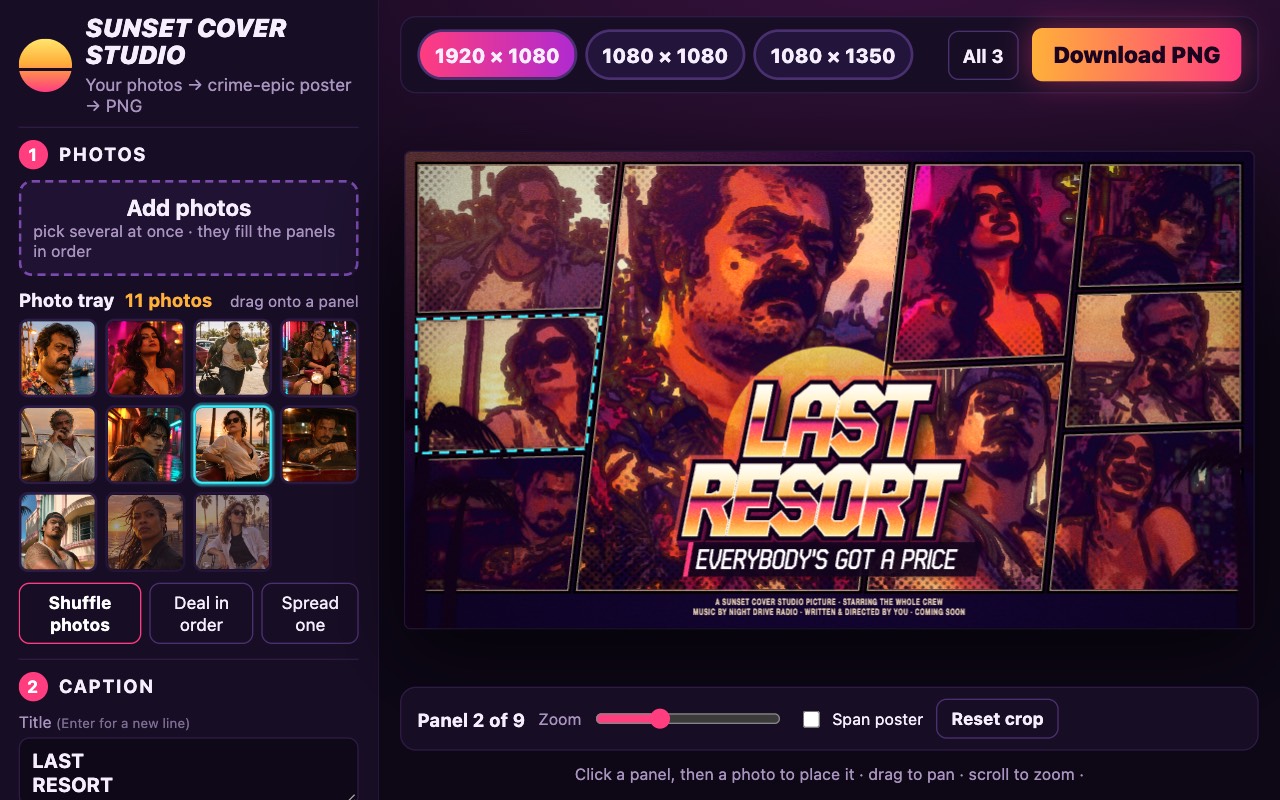 SUNSET COVER
STUDIO
Your photos → crime-epic poster
→ PNG
1 PHOTOS
Add photos
pick several at once · they fill the panels
in order
Photo tray 11 photos drag onto a panel
Shuffle
photos
Deal in
order
Spread
one
2 CAPTION
Title (Enter for a new line)
LAST
RESORT
1920 × 1080
1080 × 1080
1080 × 1350
All 3
Download PNG
LAST
RESORT
EVERYBODY'S GOT A PRICE
A SUNSET COVER STUDIO PICTURE · STARRING THE WHOLE CREW
MUSIC BY NIGHT DRIVE RADIO · WRITTEN & DIRECTED BY YOU · COMING SOON
Panel 2 of 9 Zoom Span poster Reset crop
Click a panel, then a photo to place it · drag to pan · scroll to zoom ·